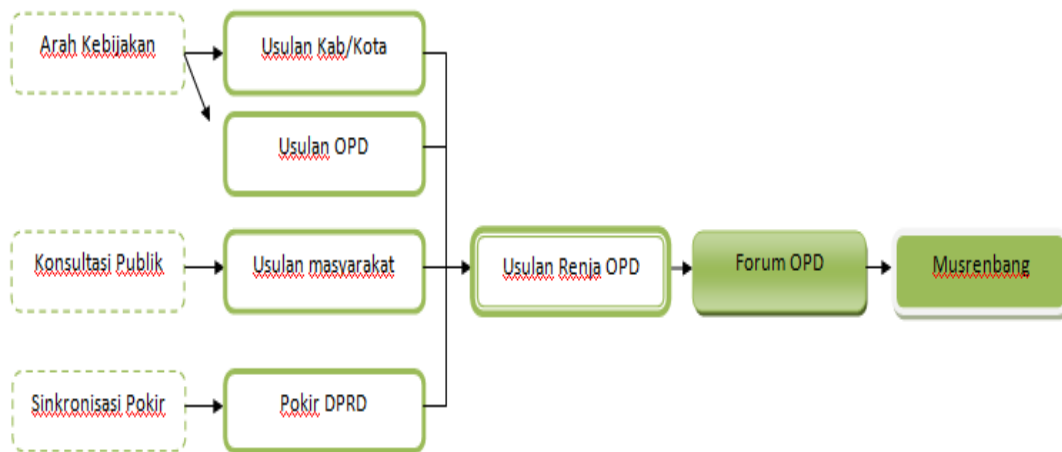 Arah Kebijakan
Usulan Kab/Kota
Usulan OPD
Konsultasi Publik
Usulan masyarakat
Usulan Renja OPD
Forum OPD
Musrenbang
Sinkronisasi Pokir
Pokir DPRD